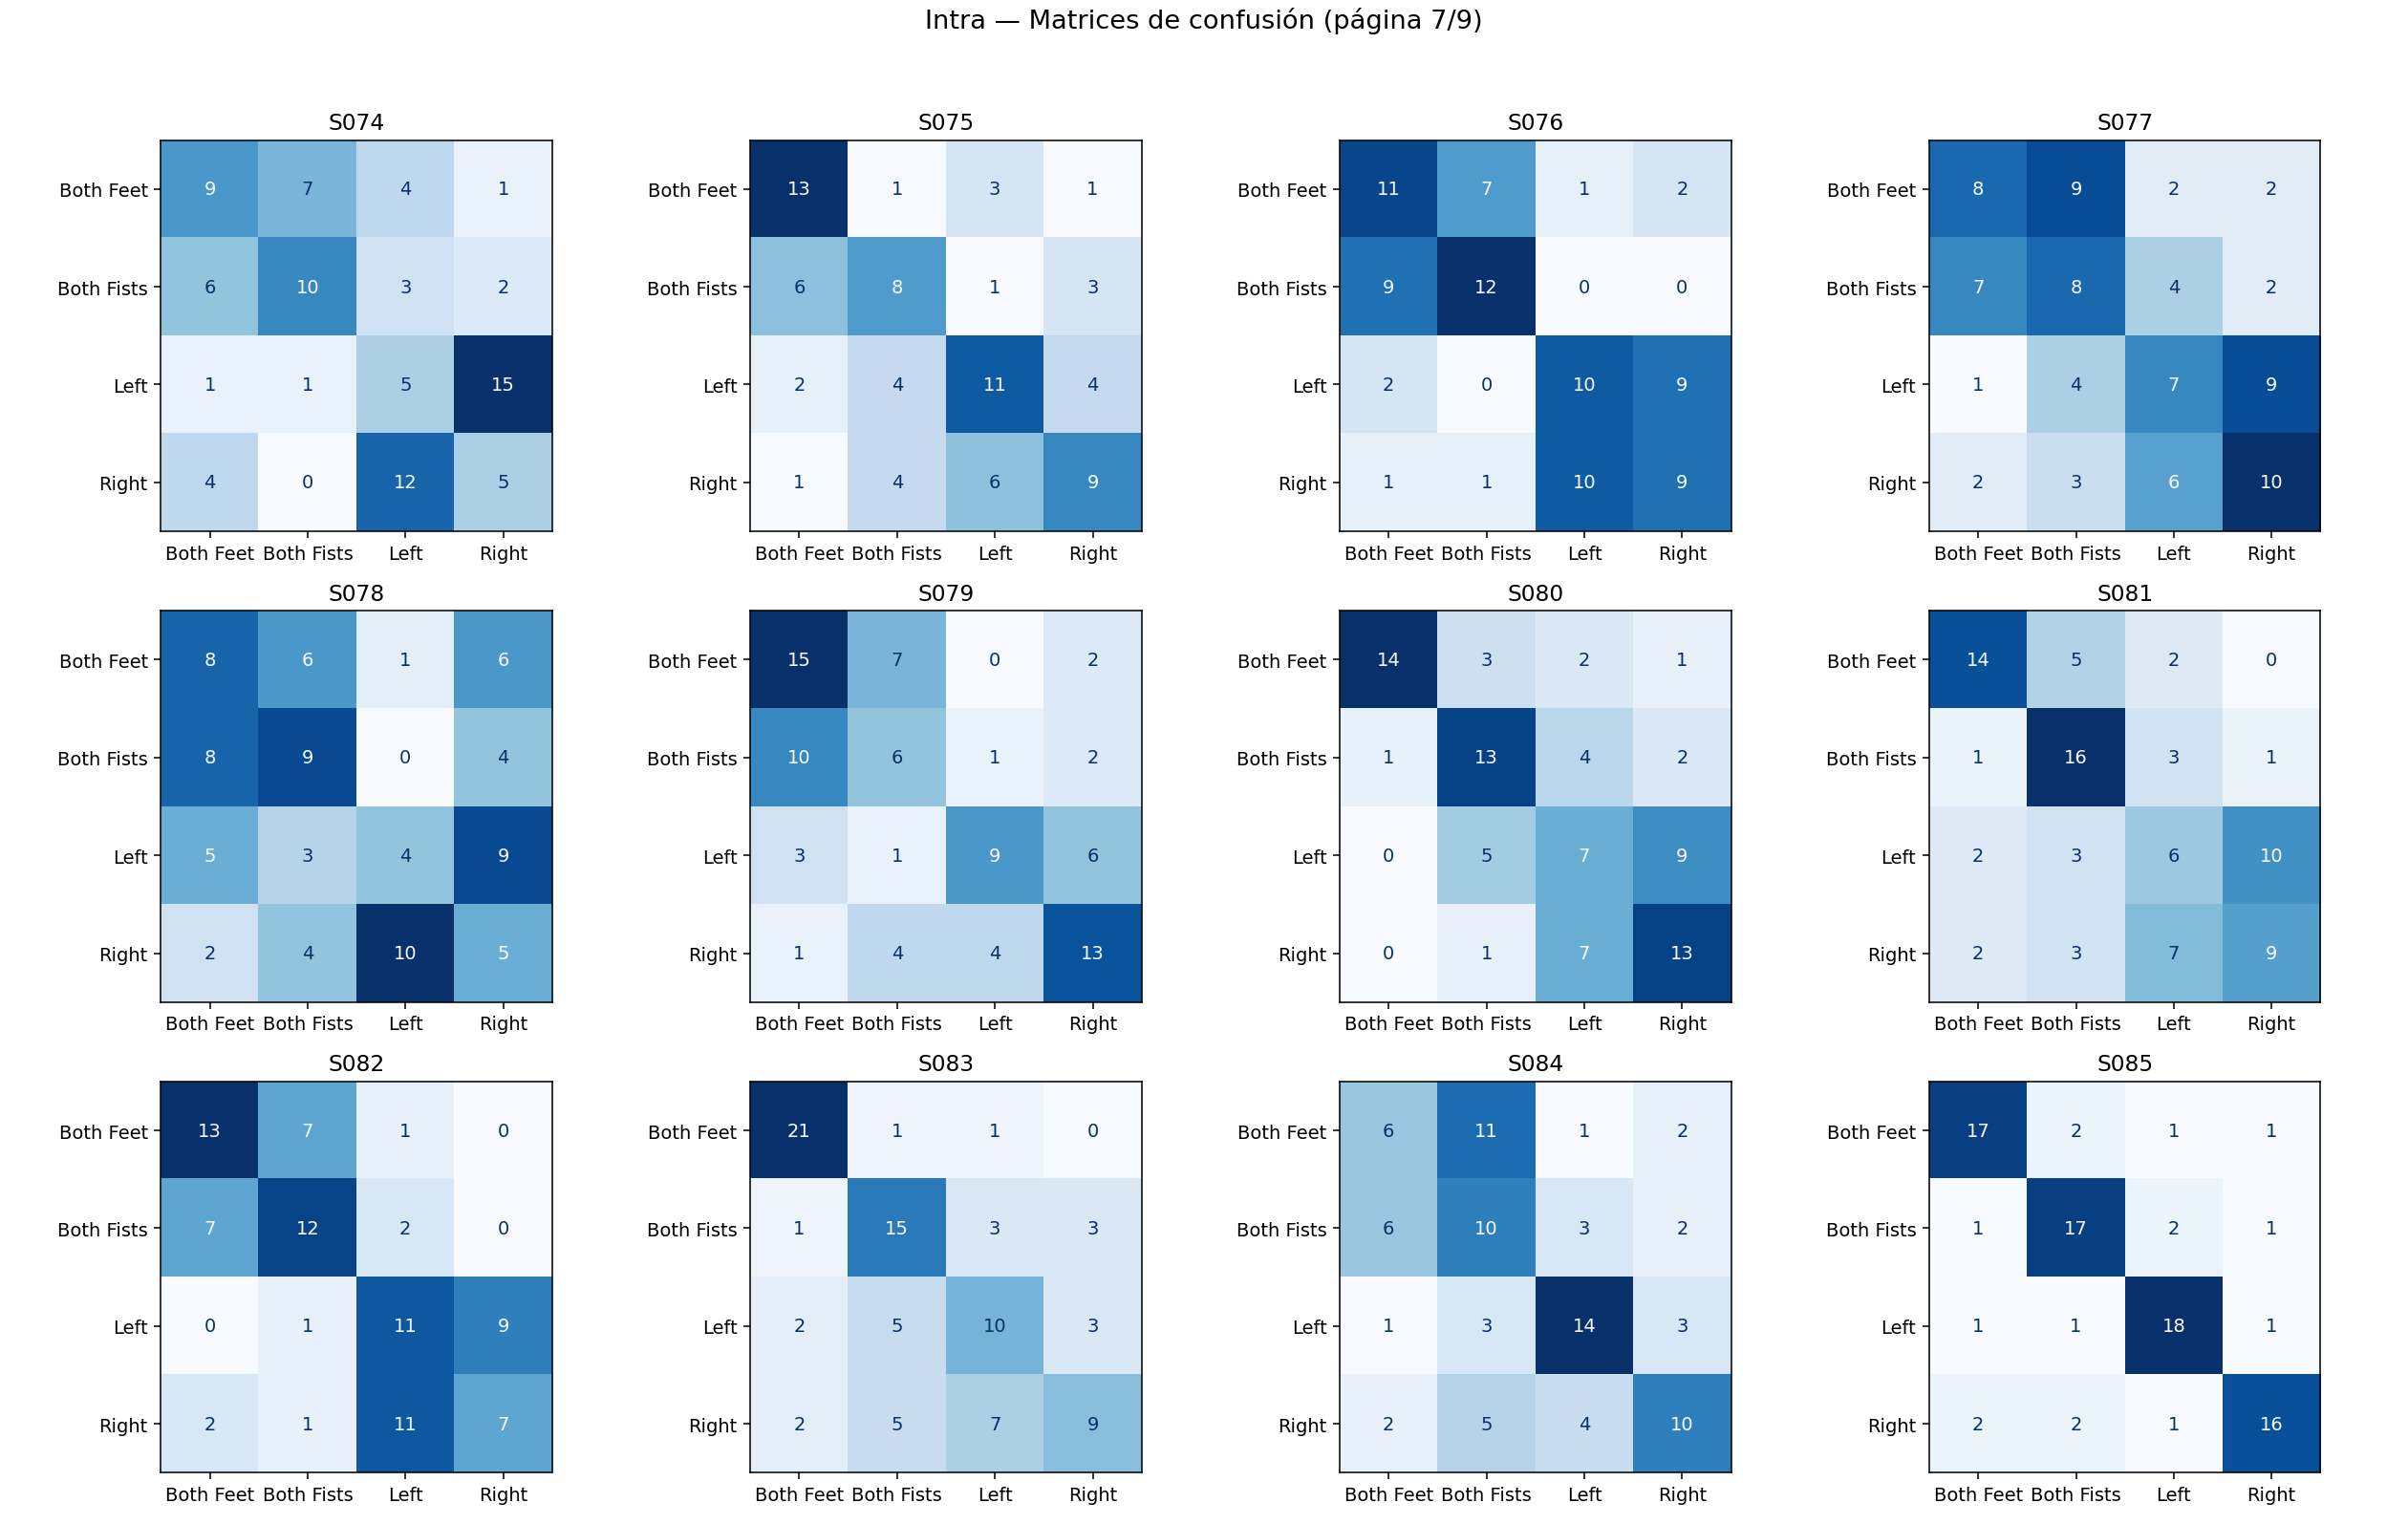 Intra — Matrices de confusión (página 7/9)
S074 S075 S076 S077
Both Feet 9 7 4 1 Both Feet 13 1 3 1 Both Feet 11 7 1 2 Both Feet 8 9 2 2
Both Fists 6 10 3 2 Both Fists 6 8 1 3 Both Fists 9 12 0 0 Both Fists 7 8 4 2
Left 1 1 5 15 Left 2 4 11 4 Left 2 0 10 9 Left 1 4 7 9
Right 4 0 12 5 Right 1 4 6 9 Right 1 1 10 9 Right 2 3 6 10
Both Feet Both Fists Left Right Both Feet Both Fists Left Right Both Feet Both Fists Left Right Both Feet Both Fists Left Right
S078 S079 S080 S081
Both Feet 8 6 1 6 Both Feet 15 7 0 2 Both Feet 14 3 2 1 Both Feet 14 5 2 0
Both Fists 8 9 0 4 Both Fists 10 6 1 2 Both Fists 1 13 4 2 Both Fists 1 16 3 1
Left 5 3 4 9 Left 3 1 9 6 Left 0 5 7 9 Left 2 3 6 10
Right 2 4 10 5 Right 1 4 4 13 Right 0 1 7 13 Right 2 3 7 9
Both Feet Both Fists Left Right Both Feet Both Fists Left Right Both Feet Both Fists Left Right Both Feet Both Fists Left Right
S082 S083 S084 S085
Both Feet 13 7 1 0 Both Feet 21 1 1 0 Both Feet 6 11 1 2 Both Feet 17 2 1 1
Both Fists 7 12 2 0 Both Fists 1 15 3 3 Both Fists 6 10 3 2 Both Fists 1 17 2 1
Left 0 1 11 9 Left 2 5 10 3 Left 1 3 14 3 Left 1 1 18 1
Right 2 1 11 7 Right 2 5 7 9 Right 2 5 4 10 Right 2 2 1 16
Both Feet Both Fists Left Right Both Feet Both Fists Left Right Both Feet Both Fists Left Right Both Feet Both Fists Left Right